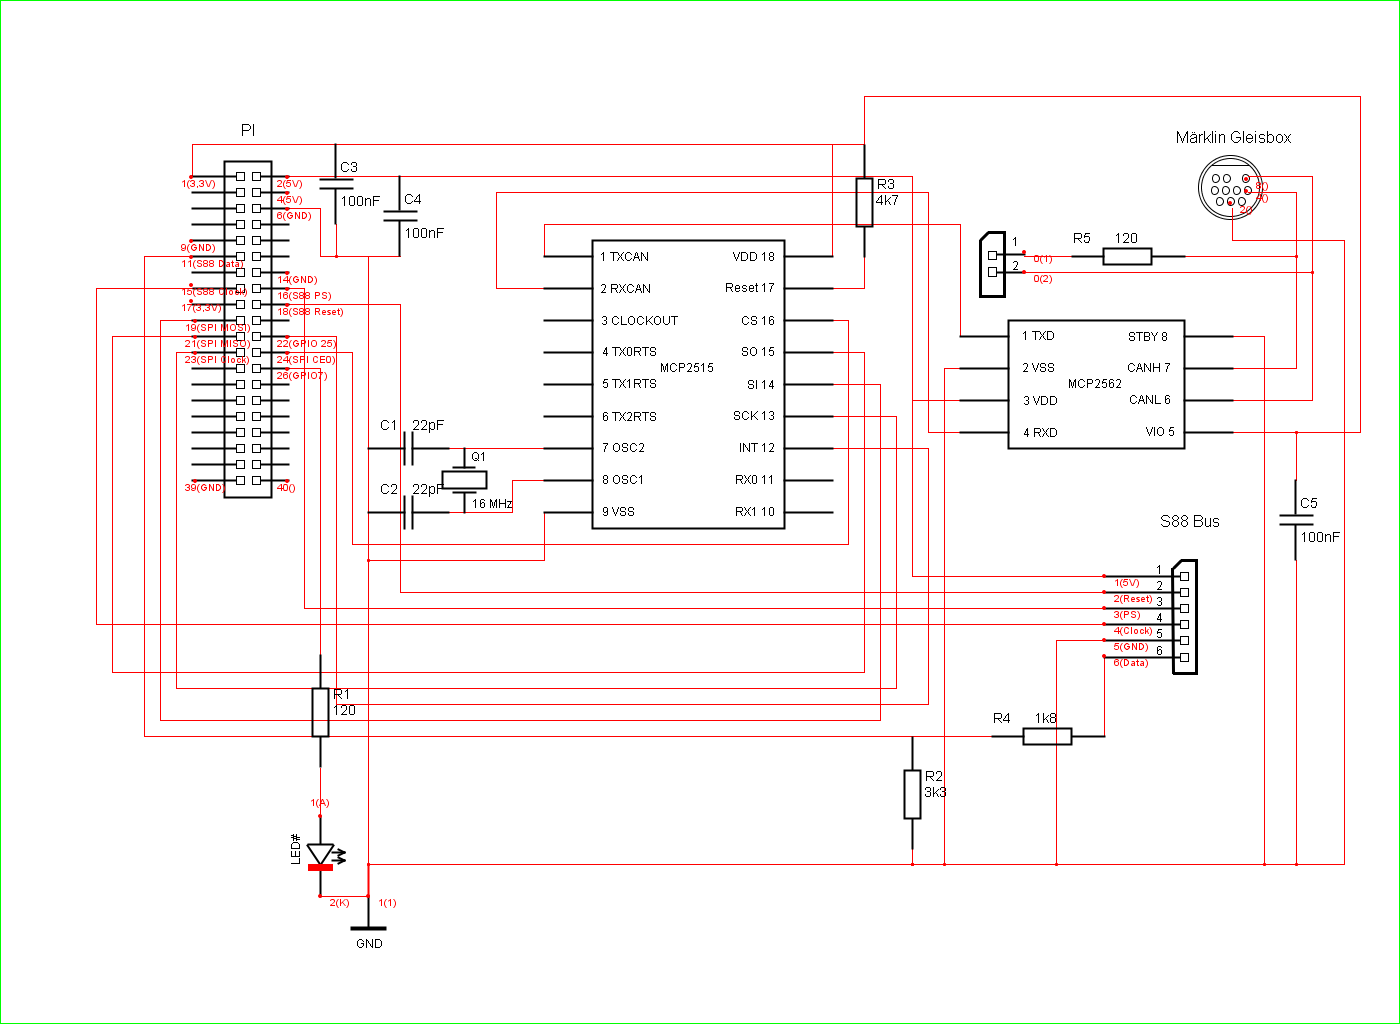 PI
Märklin Gleisbox
1(3,3V)
2(5V)
4(5V)
6(GND)
9(GND)
11(S88 Data)
14(GND)
15(S88 Clock)
16(S88 PS)
17(3,3V)
18(S88 Reset)
19(SPI MOSI)
21(SPI MISO)
22(GPIO 25)
23(SPI Clock)
24(SPI CE0)
26(GPIO7)
39(GND)
40()
C3
100nF
C4
100nF
R3
4k7
8()
4()
2()
1
2
0(1)
0(2)
R5
120
1 TXCAN
2 RXCAN
3 CLOCKOUT
4 TX0RTS
5 TX1RTS
6 TX2RTS
7 OSC2
8 OSC1
9 VSS
MCP2515
VDD 18
Reset 17
CS 16
SO 15
SI 14
SCK 13
INT 12
RX0 11
RX1 10
1 TXD
2 VSS
3 VDD
4 RXD
MCP2562
STBY 8
CANH 7
CANL 6
VIO 5
C1
22pF
Q1
C2
22pF
16 MHz
C5
100nF
S88 Bus
1
1(5V)
2
2(Reset)
3
3(PS)
4
4(Clock)
5
5(GND)
6
6(Data)
R1
120
R4
1k8
R2
3k3
1(A)
LED#
2(K)
1(1)
GND